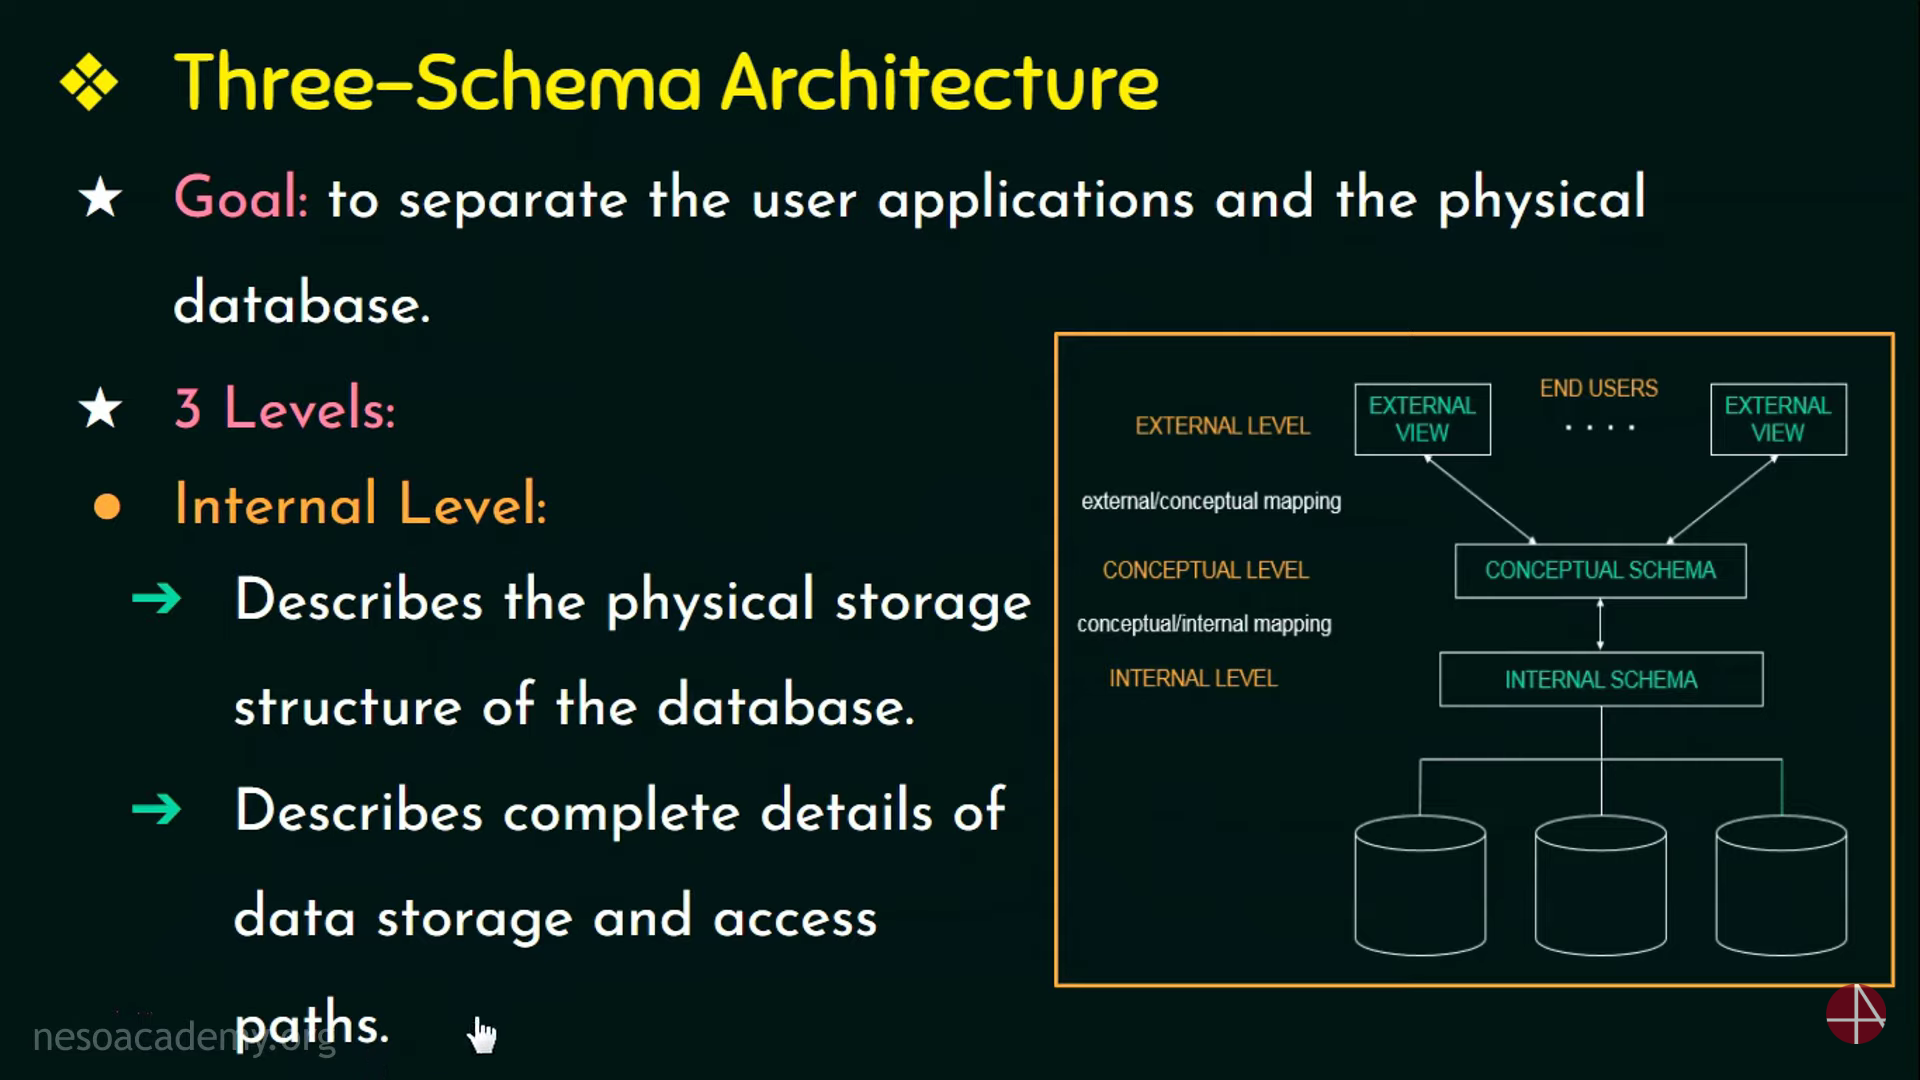 Three-Schema Architecture
Goal: to separate the user applications and the physical
database.
3 Levels:
Internal Level:
Describes the physical storage
structure of the database.
Describes complete details of
data storage and access
paths.
END USERS
EXTERNAL LEVEL
EXTERNAL
VIEW
. . . .
EXTERNAL
VIEW
external/conceptual mapping
CONCEPTUAL LEVEL
CONCEPTUAL SCHEMA
conceptual/internal mapping
INTERNAL LEVEL
INTERNAL SCHEMA
nesoacademy.org